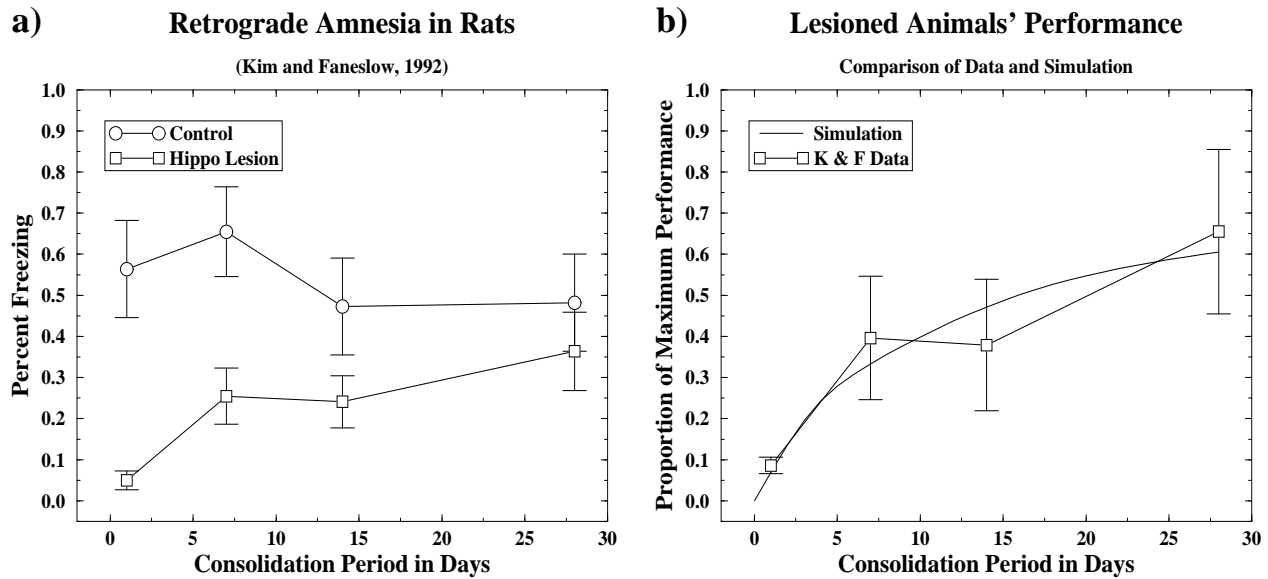 a)
Retrograde Amnesia in Rats
(Kim and Faneslow, 1992)
1.0
0.9
0.8
0.7
0.6
0.5
0.4
0.3
0.2
0.1
0.0
Percent Freezing
Control
Hippo Lesion
0 5 10 15 20 25 30
Consolidation Period in Days
b)
Lesioned Animals' Performance
Comparison of Data and Simulation
1.0
0.9
0.8
0.7
0.6
0.5
0.4
0.3
0.2
0.1
0.0
Proportion of Maximum Performance
Simulation
K & F Data
0 5 10 15 20 25 30
Consolidation Period in Days